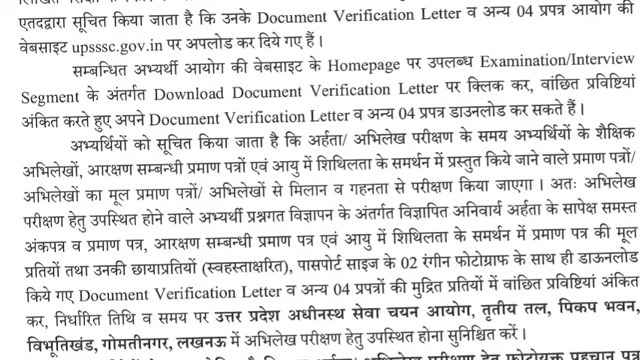 एतदद्वारा सूचित किया जाता है कि उनके Document Verification Letter व अन्य 04 प्रपत्र आयोग की
वेबसाइट upsssc.gov.in पर अपलोड कर दिये गए हैं।
सम्बन्धित अभ्यर्थी आयोग की वेबसाइट के Homepage पर उपलब्ध Examination/Interview
Segment के अंतर्गत Download Document Verification Letter पर क्लिक कर, वांछित प्रविष्टियां
अंकित करते हुए अपने Document Verification Letter व अन्य 04 प्रपत्र डाउनलोड कर सकते हैं।
अभ्यर्थियों को सूचित किया जाता है कि अर्हता/ अभिलेख परीक्षण के समय अभ्यर्थियों के शैक्षिक
अभिलेखों, आरक्षण सम्बन्धी प्रमाण पत्रों एवं आयु में शिथिलता के समर्थन में प्रस्तुत किये जाने वाले प्रमाण पत्रों/
अभिलेखों का मूल प्रमाण पत्रों/ अभिलेखों से मिलान व गहनता से परीक्षण किया जाएगा। अतः अभिलेख
परीक्षण हेतु उपस्थित होने वाले अभ्यर्थी प्रश्नगत विज्ञापन के अंतर्गत विज्ञापित अनिवार्य अर्हता के सापेक्ष समस्त
अंकपत्र व प्रमाण पत्र, आरक्षण सम्बन्धी प्रमाण पत्र एवं आयु में शिथिलता के समर्थन में प्रमाण पत्र की मूल
प्रतियों तथा उनकी छायाप्रतियों (स्वहस्ताक्षरित), पासपोर्ट साइज के 02 रंगीन फोटोग्राफ के साथ ही डाऊनलोड
किये गए Document Verification Letter व अन्य 04 प्रपत्रों की मुद्रित प्रतियों में वांछित प्रविष्टियां अंकित
कर, निर्धारित तिथि व समय पर उत्तर प्रदेश अधीनस्थ सेवा चयन आयोग, तृतीय तल, पिकप भवन,
विभूतिखंड, गोमतीनगर, लखनऊ में अभिलेख परीक्षण हेतु उपस्थित होना सुनिश्चित करें।